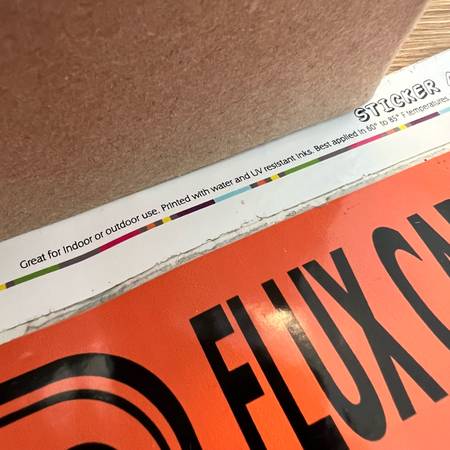 STICKER
Great for indoor or outdoor use. Printed with water and UV resistant inks. Best applied in 60° to 85° F temperatures.
FLUX CA